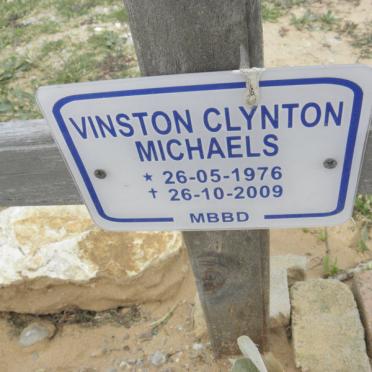 VINSTON CLYNTON
MICHAELS
★ 26-05-1976
✝ 26-10-2009
MBBD